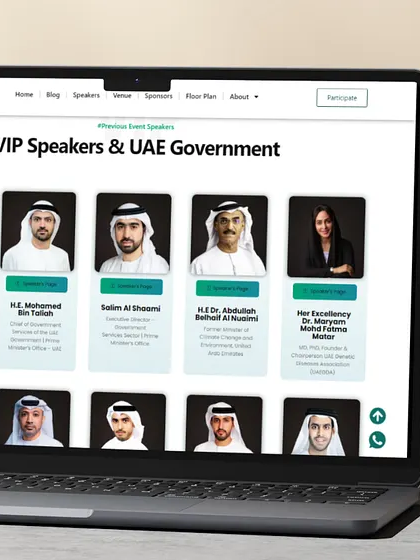 Home
Blog
Speakers
Venue
Sponsors
Floor Plan
About
Participate
#Previous Event Speakers
VIP Speakers & UAE Government
Speaker's Page
Speaker's Page
Speaker's Page
Speaker's Page
H.E. Mohamed
Bin Taliah
Chief of Government
Services of the UAE
Government | Prime
Minister's Office - UAE
Salim Al Shaami
Executive Director -
Government
Services Sector | Prime
Minister's Office
H.E Dr. Abdullah
Belhaif Al Nuaimi
Former Minister of
Climate Change and
Environment, United
Arab Emirates
Her Excellency
Dr. Maryam
Mohd Fatma
Matar
MD, PhD, Founder &
Chairperson UAE Genetic
Diseases Association
(UAEGDA)